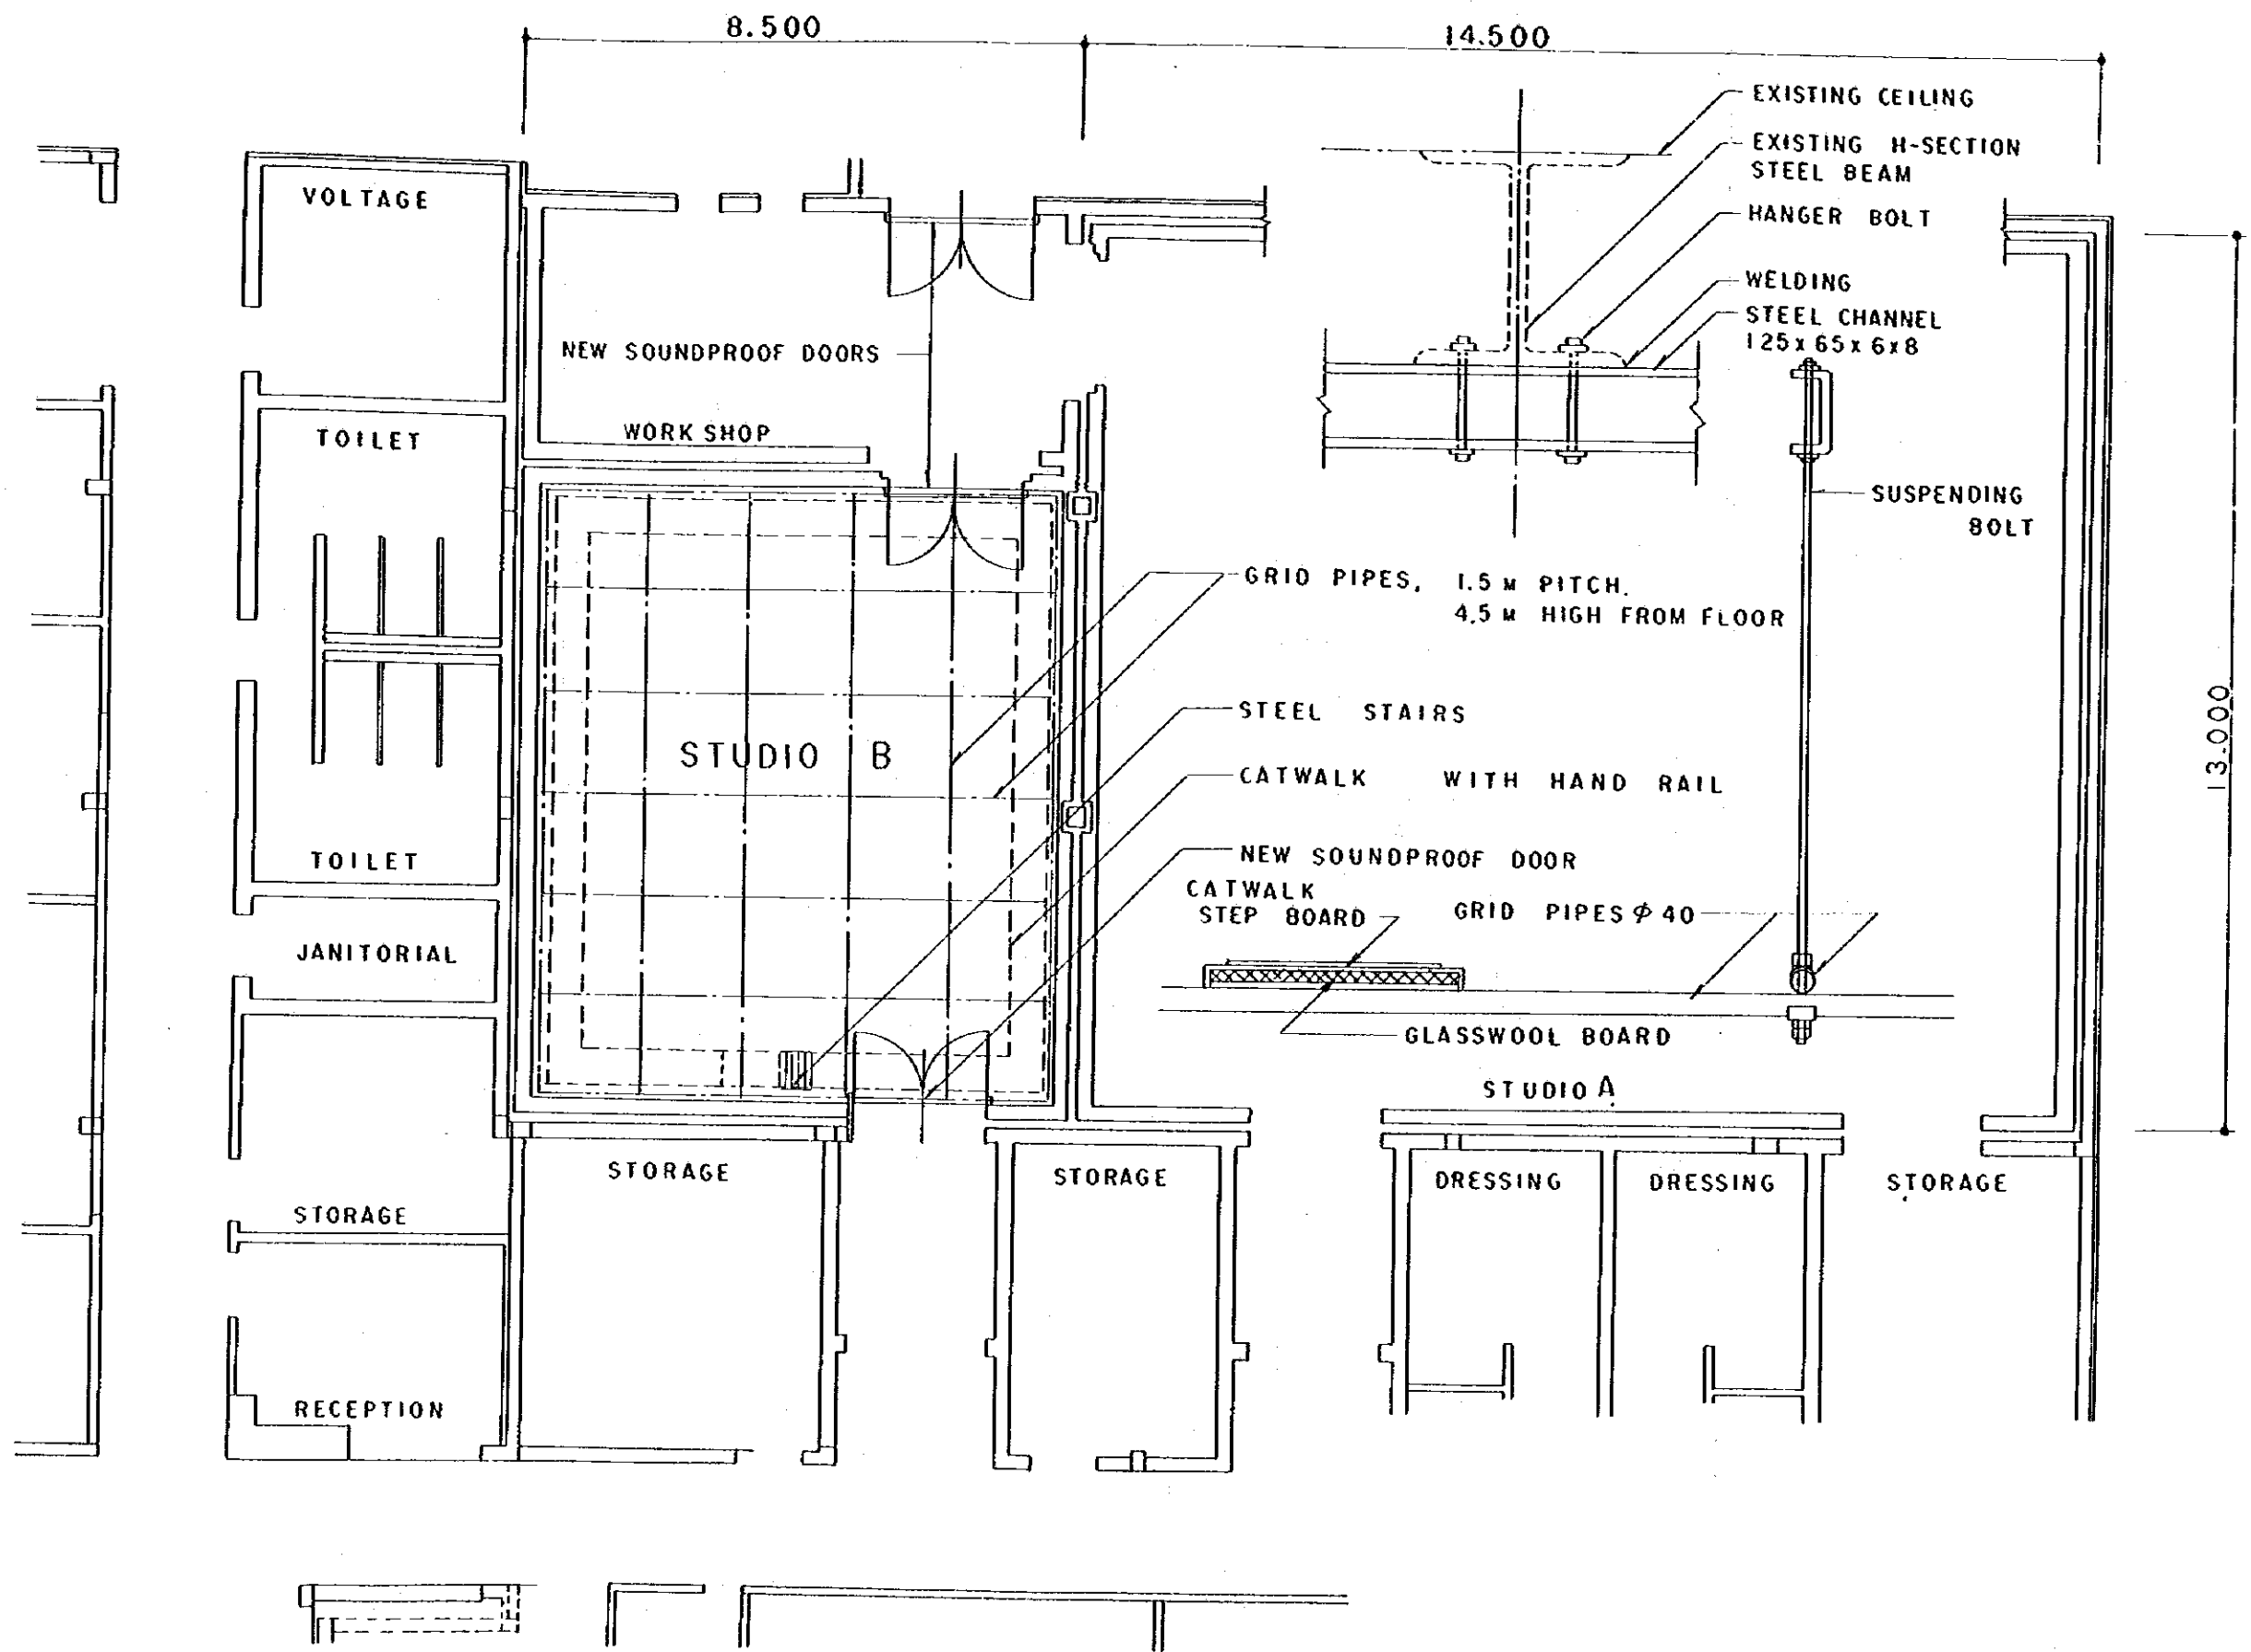 8.500
14.500
EXISTING CEILING
EXISTING H-SECTION
STEEL BEAM
VOLTAGE
HANGER BOLT
WELDING
STEEL CHANNEL
125x65x6x8
NEW SOUNDPROOF DOORS
TOILET
WORK SHOP
SUSPENDING
BOLT
GRID PIPES, 1.5 M PITCH.
4.5 M HIGH FROM FLOOR
STEEL STAIRS
STUDIO B
CATWALK WITH HAND RAIL
13.000
TOILET
NEW SOUNDPROOF DOOR
CATWALK
STEP BOARD
GRID PIPES φ 40
JANITORIAL
GLASSWOOL BOARD
STUDIO A
STORAGE
STORAGE
DRESSING
DRESSING
STORAGE
STORAGE
RECEPTION